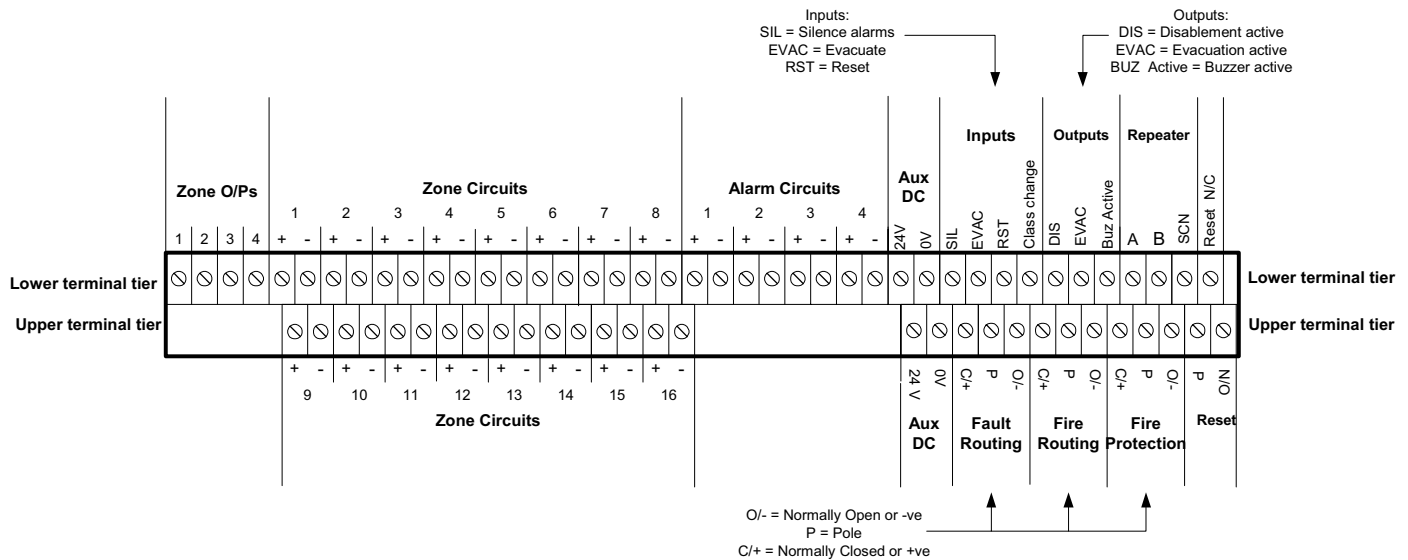 Inputs:
SIL = Silence alarms
EVAC = Evacuate
RST = Reset
Outputs:
DIS = Disablement active
EVAC = Evacuation active
BUZ Active = Buzzer active
Inputs Outputs Repeater
Zone O/Ps Zone Circuits Alarm Circuits Aux DC
1 2 3 4 5 6 7 8 1 2 3 4
1 2 3 4 + - + - + - + - + - + - + - + - + - + - + - + - 24V 0V SIL EVAC RST Class change DIS EVAC Buz Active A B SCN Reset N/C
Lower terminal tier Lower terminal tier
Upper terminal tier Upper terminal tier
+ - + - + - + - + - + - + - + - 24 V 0V C/+ P O/- C/+ P O/- C/+ P O/- P N/O
9 10 11 12 13 14 15 16
Zone Circuits
Aux DC
Fault Routing
Fire Routing
Fire Protection
Reset
O/- = Normally Open or -ve
P = Pole
C/+ = Normally Closed or +ve